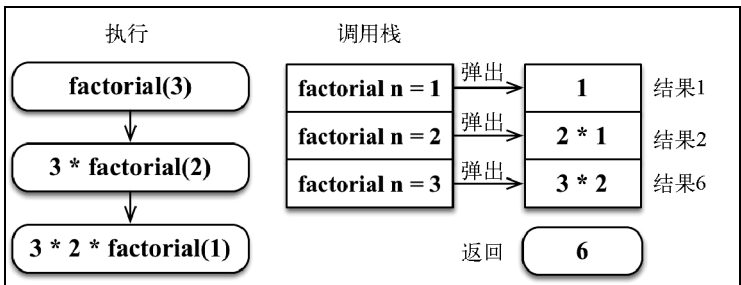 执行
factorial(3)
3 * factorial(2)
3 * 2 * factorial(1)
调用栈
factorial n = 1 弹出 1 结果1
factorial n = 2 弹出 2 * 1 结果2
factorial n = 3 弹出 3 * 2 结果6
返回 6